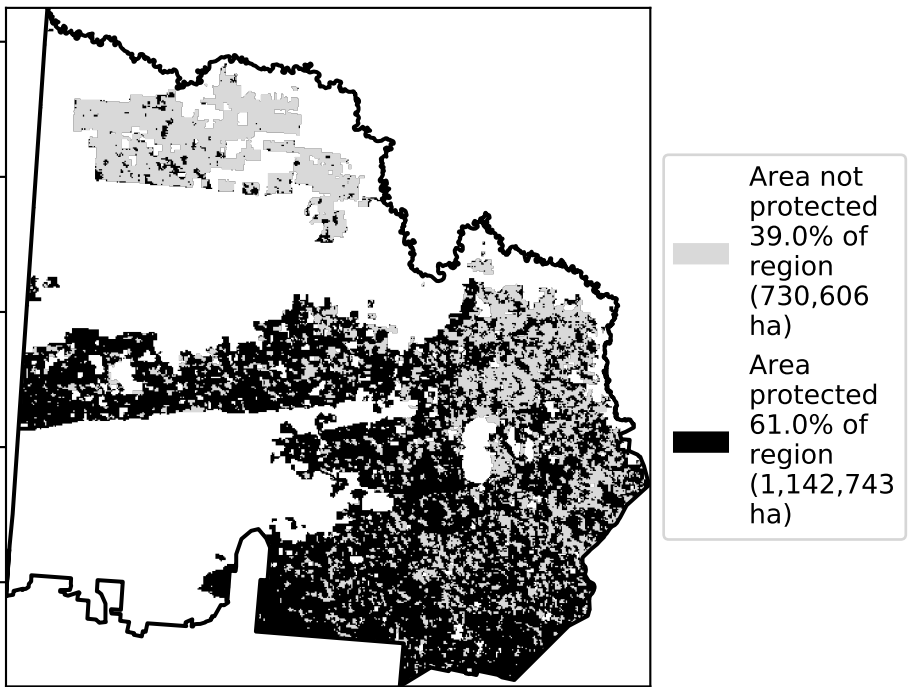 Area not
protected
39.0% of
region
(730,606
ha)
Area
protected
61.0% of
region
(1,142,743
ha)